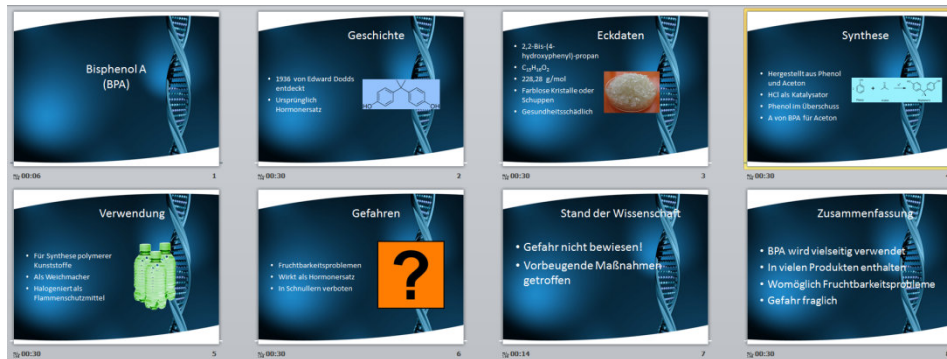 Bisphenol A
(BPA)
00:06
1
Geschichte
• 1936 von Edward Dodds
entdeckt
• Ursprünglich
Hormonersatz
HO
OH
00:30
2
Eckdaten
• 2,2-Bis-(4-
hydroxyphenyl)-propan
• C₁₅H₁₆O₂
• 228,28 g/mol
• Farblose Kristalle oder
Schuppen
• Gesundheitsschädlich
00:30
3
Synthese
• Hergestellt aus Phenol
und Aceton
• HCl als Katalysator
• Phenol im Überschuss
• A von BPA für Aceton
00:30
Verwendung
• Für Synthese polymerer
Kunststoffe
• Als Weichmacher
• Halogeniert als
Flammenschutzmittel
00:30
5
Gefahren
• Fruchtbarkeitsproblemen
• Wirkt als Hormonersatz
• In Schnullern verboten
?
00:30
6
Stand der Wissenschaft
• Gefahr nicht bewiesen!
• Vorbeugende Maßnahmen
getroffen
00:14
7
Zusammenfassung
• BPA wird vielseitig verwendet
• In vielen Produkten enthalten
• Womöglich Fruchtbarkeitsprobleme
• Gefahr fraglich
00:30